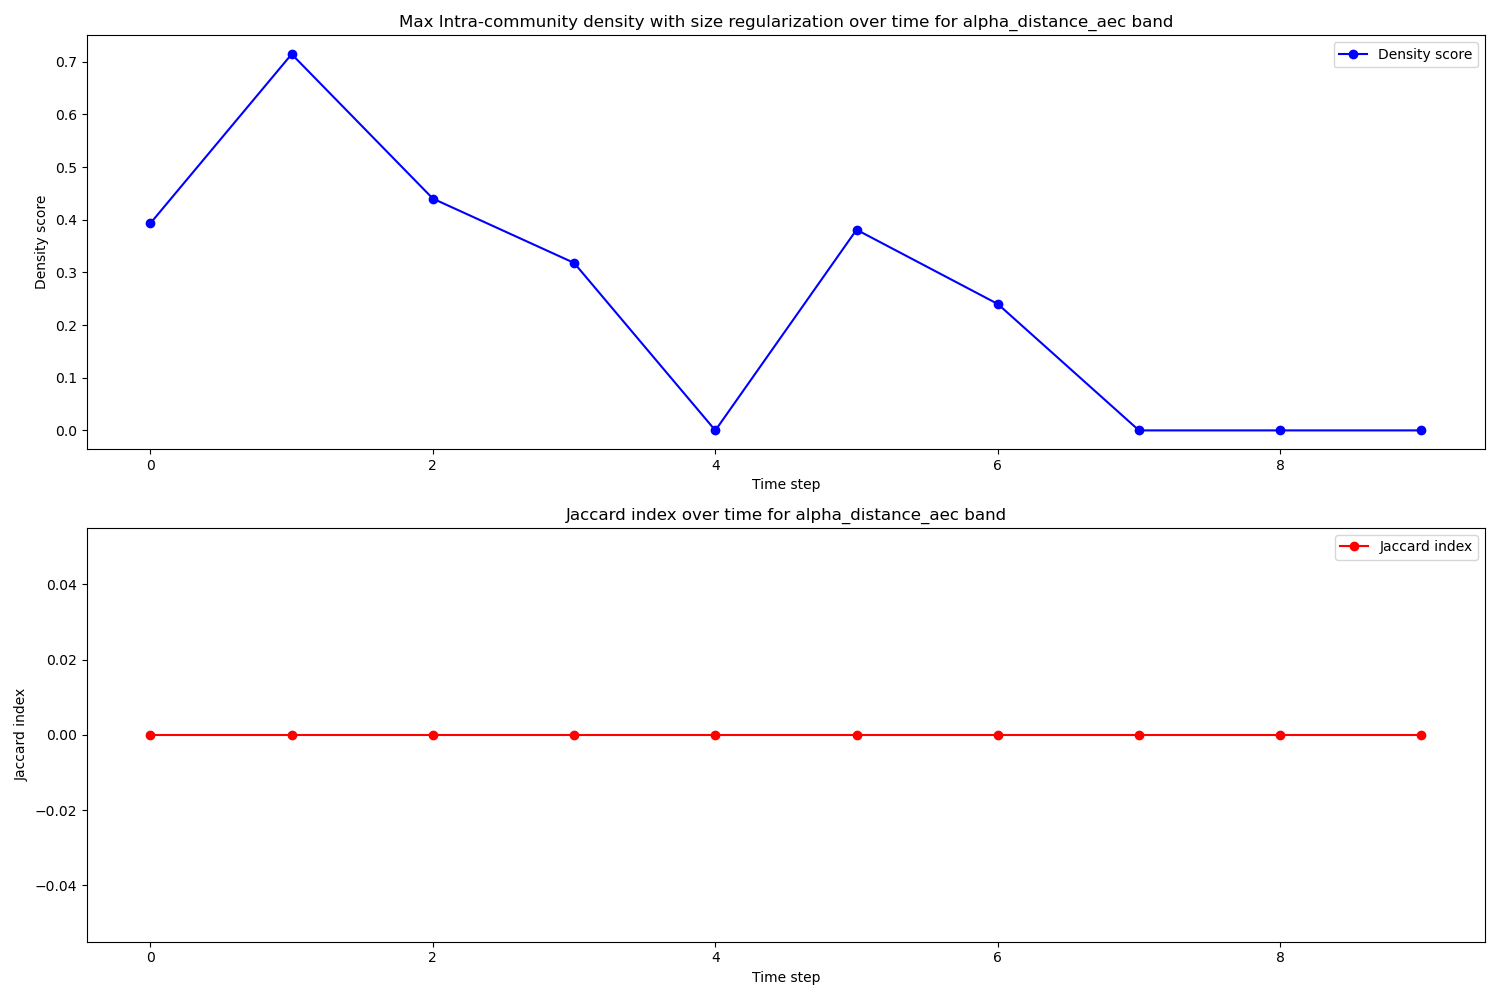 Max Intra-community density with size regularization over time for alpha_distance_aec band
Density score
0.7
0.6
0.5
0.4
0.3
0.2
0.1
0.0
Density score
0 2 4 6 8
Time step
Jaccard index over time for alpha_distance_aec band
Jaccard index
0.04
0.02
0.00
−0.02
−0.04
Jaccard index
0 2 4 6 8
Time step